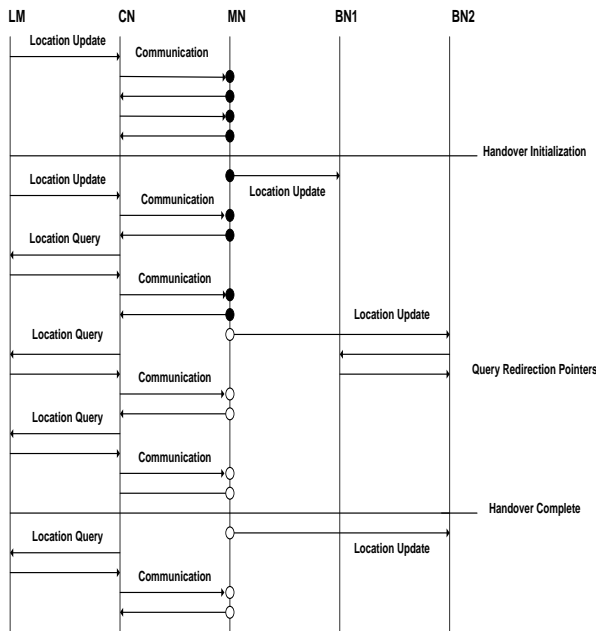 LM CN MN BN1 BN2
Location Update
Communication
Handover Initialization
Location Update
Location Update
Communication
Location Query
Communication
Location Update
Location Query
Query Redirection Pointers
Communication
Location Query
Communication
Handover Complete
Location Query
Location Update
Communication